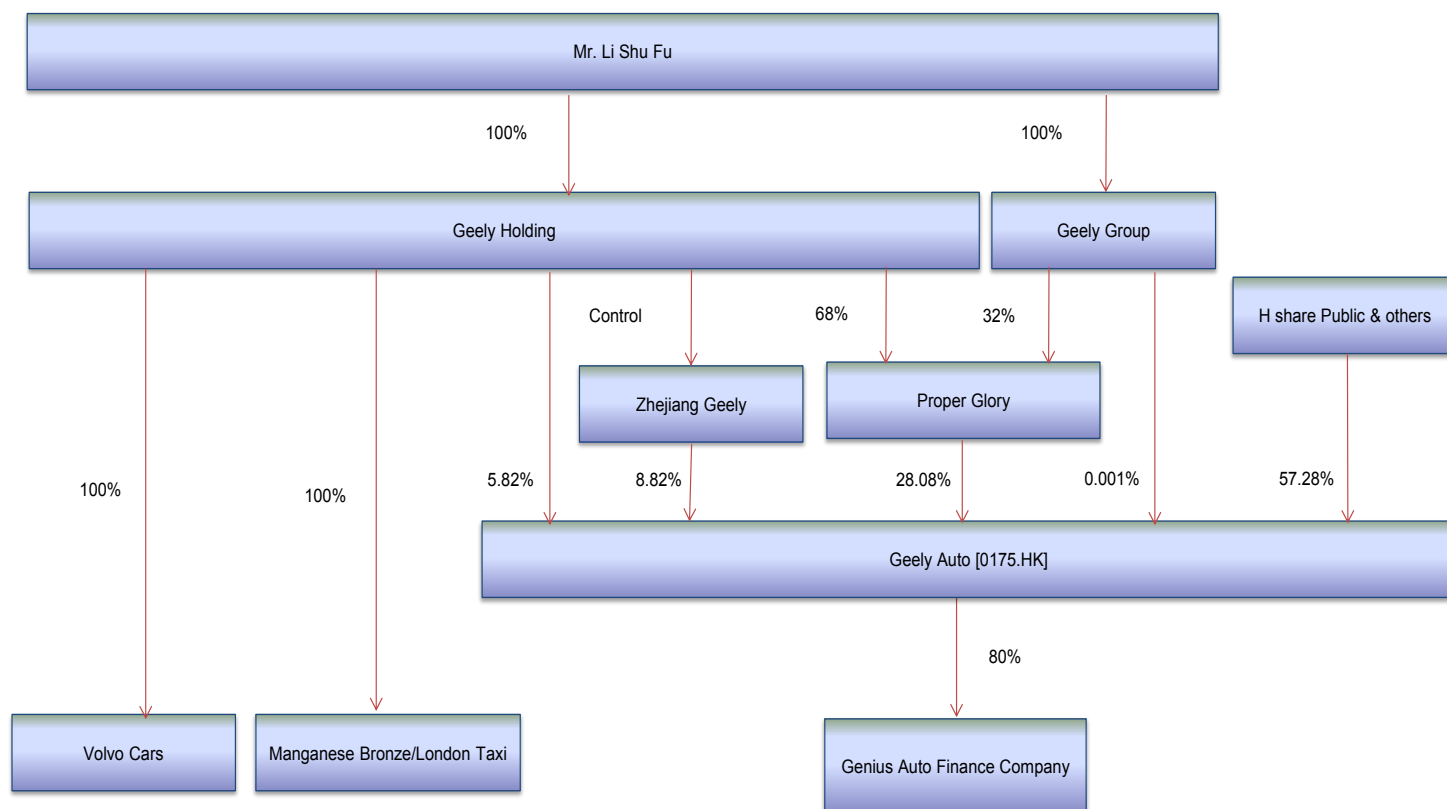 Mr. Li Shu Fu
100%
100%
Geely Holding
Geely Group
Control
68%
32%
H share Public & others
Zhejiang Geely
Proper Glory
100%
100%
5.82%
8.82%
28.08%
0.001%
57.28%
Geely Auto [0175.HK]
80%
Volvo Cars
Manganese Bronze/London Taxi
Genius Auto Finance Company